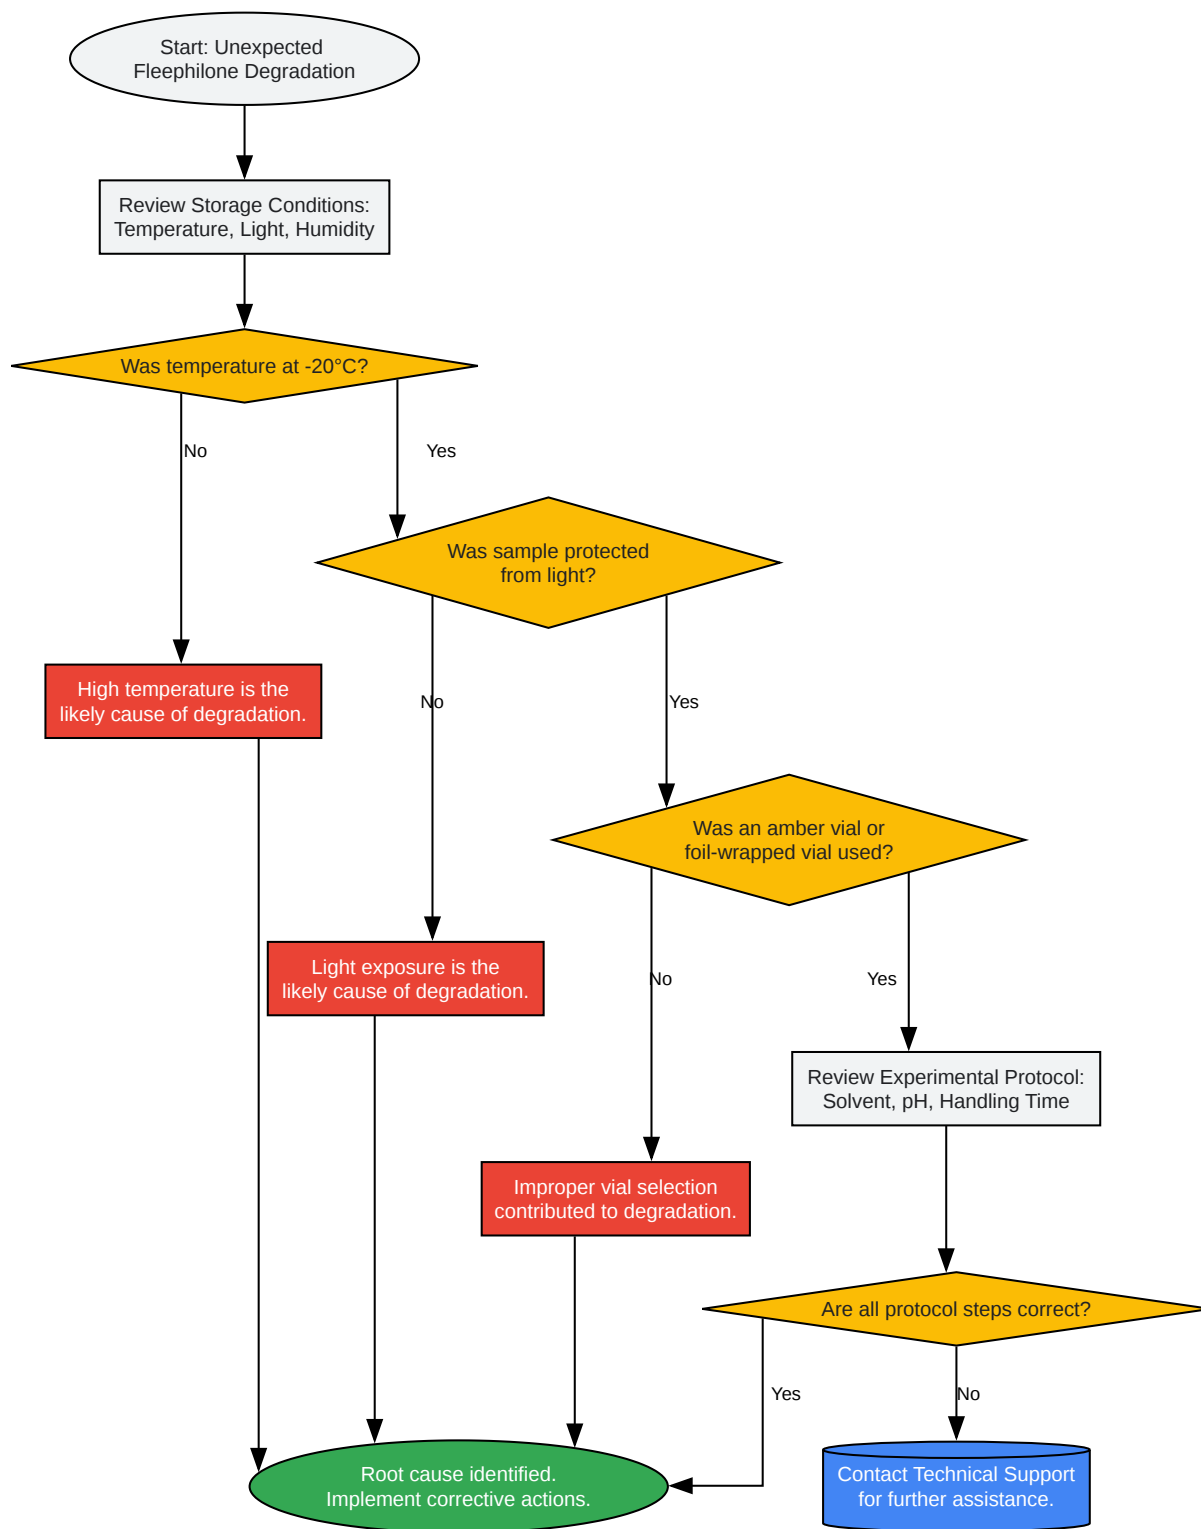 Start: Unexpected
Fleephilone Degradation
Review Storage Conditions:
Temperature, Light, Humidity
Was temperature at -20°C?
No
Yes
Was sample protected
from light?
High temperature is the
likely cause of degradation.
No
Yes
Was an amber vial or
foil-wrapped vial used?
Light exposure is the
likely cause of degradation.
No
Yes
Review Experimental Protocol:
Solvent, pH, Handling Time
Improper vial selection
contributed to degradation.
Are all protocol steps correct?
Yes
No
Root cause identified.
Implement corrective actions.
Contact Technical Support
for further assistance.